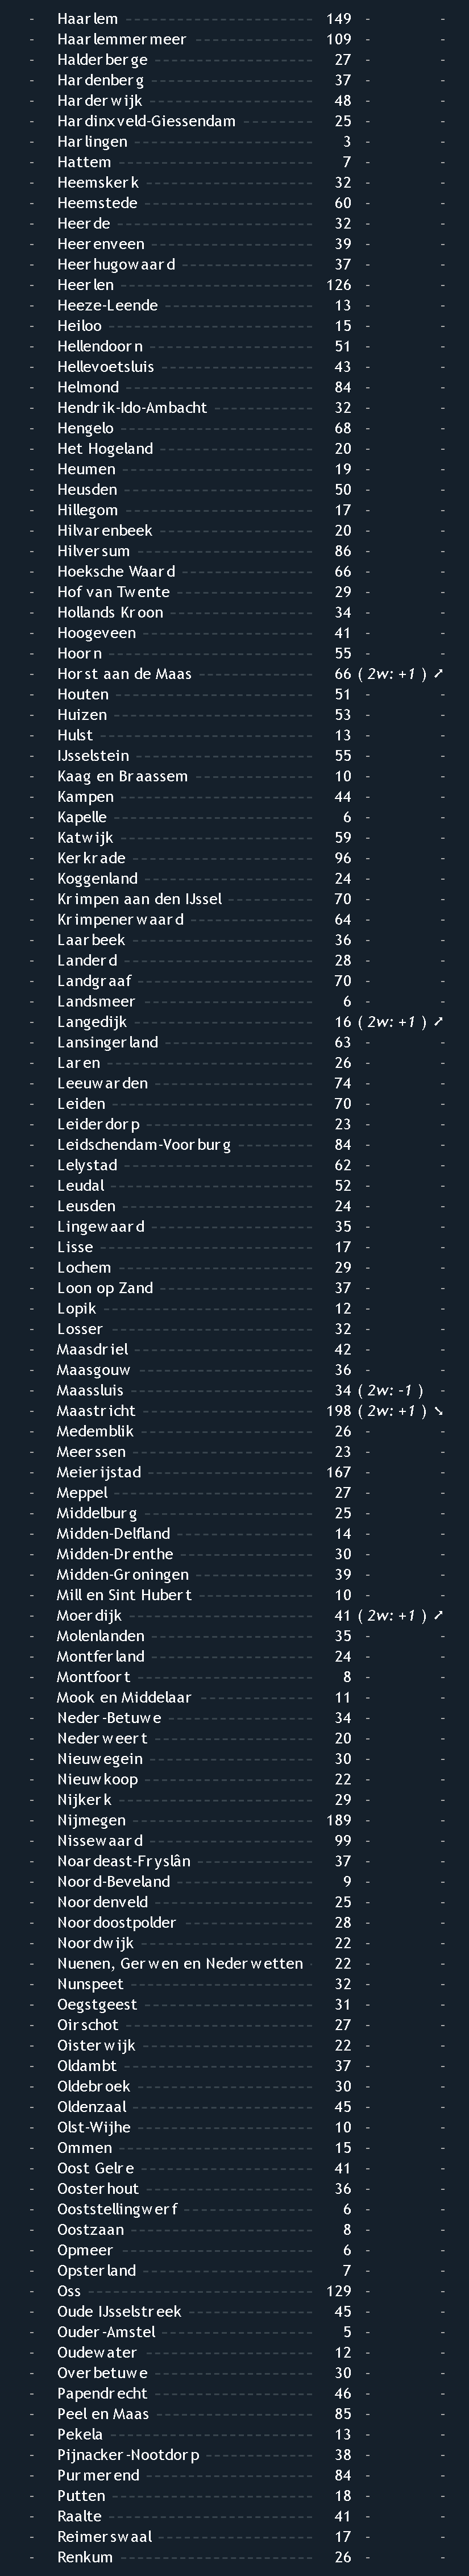 - Haarlem 149 - -
- Haarlemmermeer 109 - -
- Halderberge 27 - -
- Hardenberg 37 - -
- Harderwijk 48 - -
- Hardinxveld-Giessendam 25 - -
- Harlingen 3 - -
- Hattem 7 - -
- Heemskerk 32 - -
- Heemstede 60 - -
- Heerde 32 - -
- Heerenveen 39 - -
- Heerhugowaard 37 - -
- Heerlen 126 - -
- Heeze-Leende 13 - -
- Heiloo 15 - -
- Hellendoorn 51 - -
- Hellevoetsluis 43 - -
- Helmond 84 - -
- Hendrik-Ido-Ambacht 32 - -
- Hengelo 68 - -
- Het Hogeland 20 - -
- Heumen 19 - -
- Heusden 50 - -
- Hillegom 17 - -
- Hilvarenbeek 20 - -
- Hilversum 86 - -
- Hoeksche Waard 66 - -
- Hof van Twente 29 - -
- Hollands Kroon 34 - -
- Hoogeveen 41 - -
- Hoorn 55 - -
- Horst aan de Maas 66 ( 2w: +1 ) ➚
- Houten 51 - -
- Huizen 53 - -
- Hulst 13 - -
- IJsselstein 55 - -
- Kaag en Braassem 10 - -
- Kampen 44 - -
- Kapelle 6 - -
- Katwijk 59 - -
- Kerkrade 96 - -
- Koggenland 24 - -
- Krimpen aan den IJssel 70 - -
- Krimpenerwaard 64 - -
- Laarbeek 36 - -
- Landerd 28 - -
- Landgraaf 70 - -
- Landsmeer 6 - -
- Langedijk 16 ( 2w: +1 ) ➚
- Lansingerland 63 - -
- Laren 26 - -
- Leeuwarden 74 - -
- Leiden 70 - -
- Leiderdorp 23 - -
- Leidschendam-Voorburg 84 - -
- Lelystad 62 - -
- Leudal 52 - -
- Leusden 24 - -
- Lingewaard 35 - -
- Lisse 17 - -
- Lochem 29 - -
- Loon op Zand 37 - -
- Lopik 12 - -
- Losser 32 - -
- Maasdriel 42 - -
- Maasgouw 36 - -
- Maassluis 34 ( 2w: -1 ) -
- Maastricht 198 ( 2w: +1 ) ➘
- Medemblik 26 - -
- Meerssen 23 - -
- Meierijstad 167 - -
- Meppel 27 - -
- Middelburg 25 - -
- Midden-Delfland 14 - -
- Midden-Drenthe 30 - -
- Midden-Groningen 39 - -
- Mill en Sint Hubert 10 - -
- Moerdijk 41 ( 2w: +1 ) ➚
- Molenlanden 35 - -
- Montferland 24 - -
- Montfoort 8 - -
- Mook en Middelaar 11 - -
- Neder-Betuwe 34 - -
- Nederweert 20 - -
- Nieuwegein 30 - -
- Nieuwkoop 22 - -
- Nijkerk 29 - -
- Nijmegen 189 - -
- Nissewaard 99 - -
- Noardeast-Fryslân 37 - -
- Noord-Beveland 9 - -
- Noordenveld 25 - -
- Noordoostpolder 28 - -
- Noordwijk 22 - -
- Nuenen, Gerwen en Nederwetten 22 - -
- Nunspeet 32 - -
- Oegstgeest 31 - -
- Oirschot 27 - -
- Oisterwijk 22 - -
- Oldambt 37 - -
- Oldebroek 30 - -
- Oldenzaal 45 - -
- Olst-Wijhe 10 - -
- Ommen 15 - -
- Oost Gelre 41 - -
- Oosterhout 36 - -
- Ooststellingwerf 6 - -
- Oostzaan 8 - -
- Opmeer 6 - -
- Opsterland 7 - -
- Oss 129 - -
- Oude IJsselstreek 45 - -
- Ouder-Amstel 5 - -
- Oudewater 12 - -
- Overbetuwe 30 - -
- Papendrecht 46 - -
- Peel en Maas 85 - -
- Pekela 13 - -
- Pijnacker-Nootdorp 38 - -
- Purmerend 84 - -
- Putten 18 - -
- Raalte 41 - -
- Reimerswaal 17 - -
- Renkum 26 - -